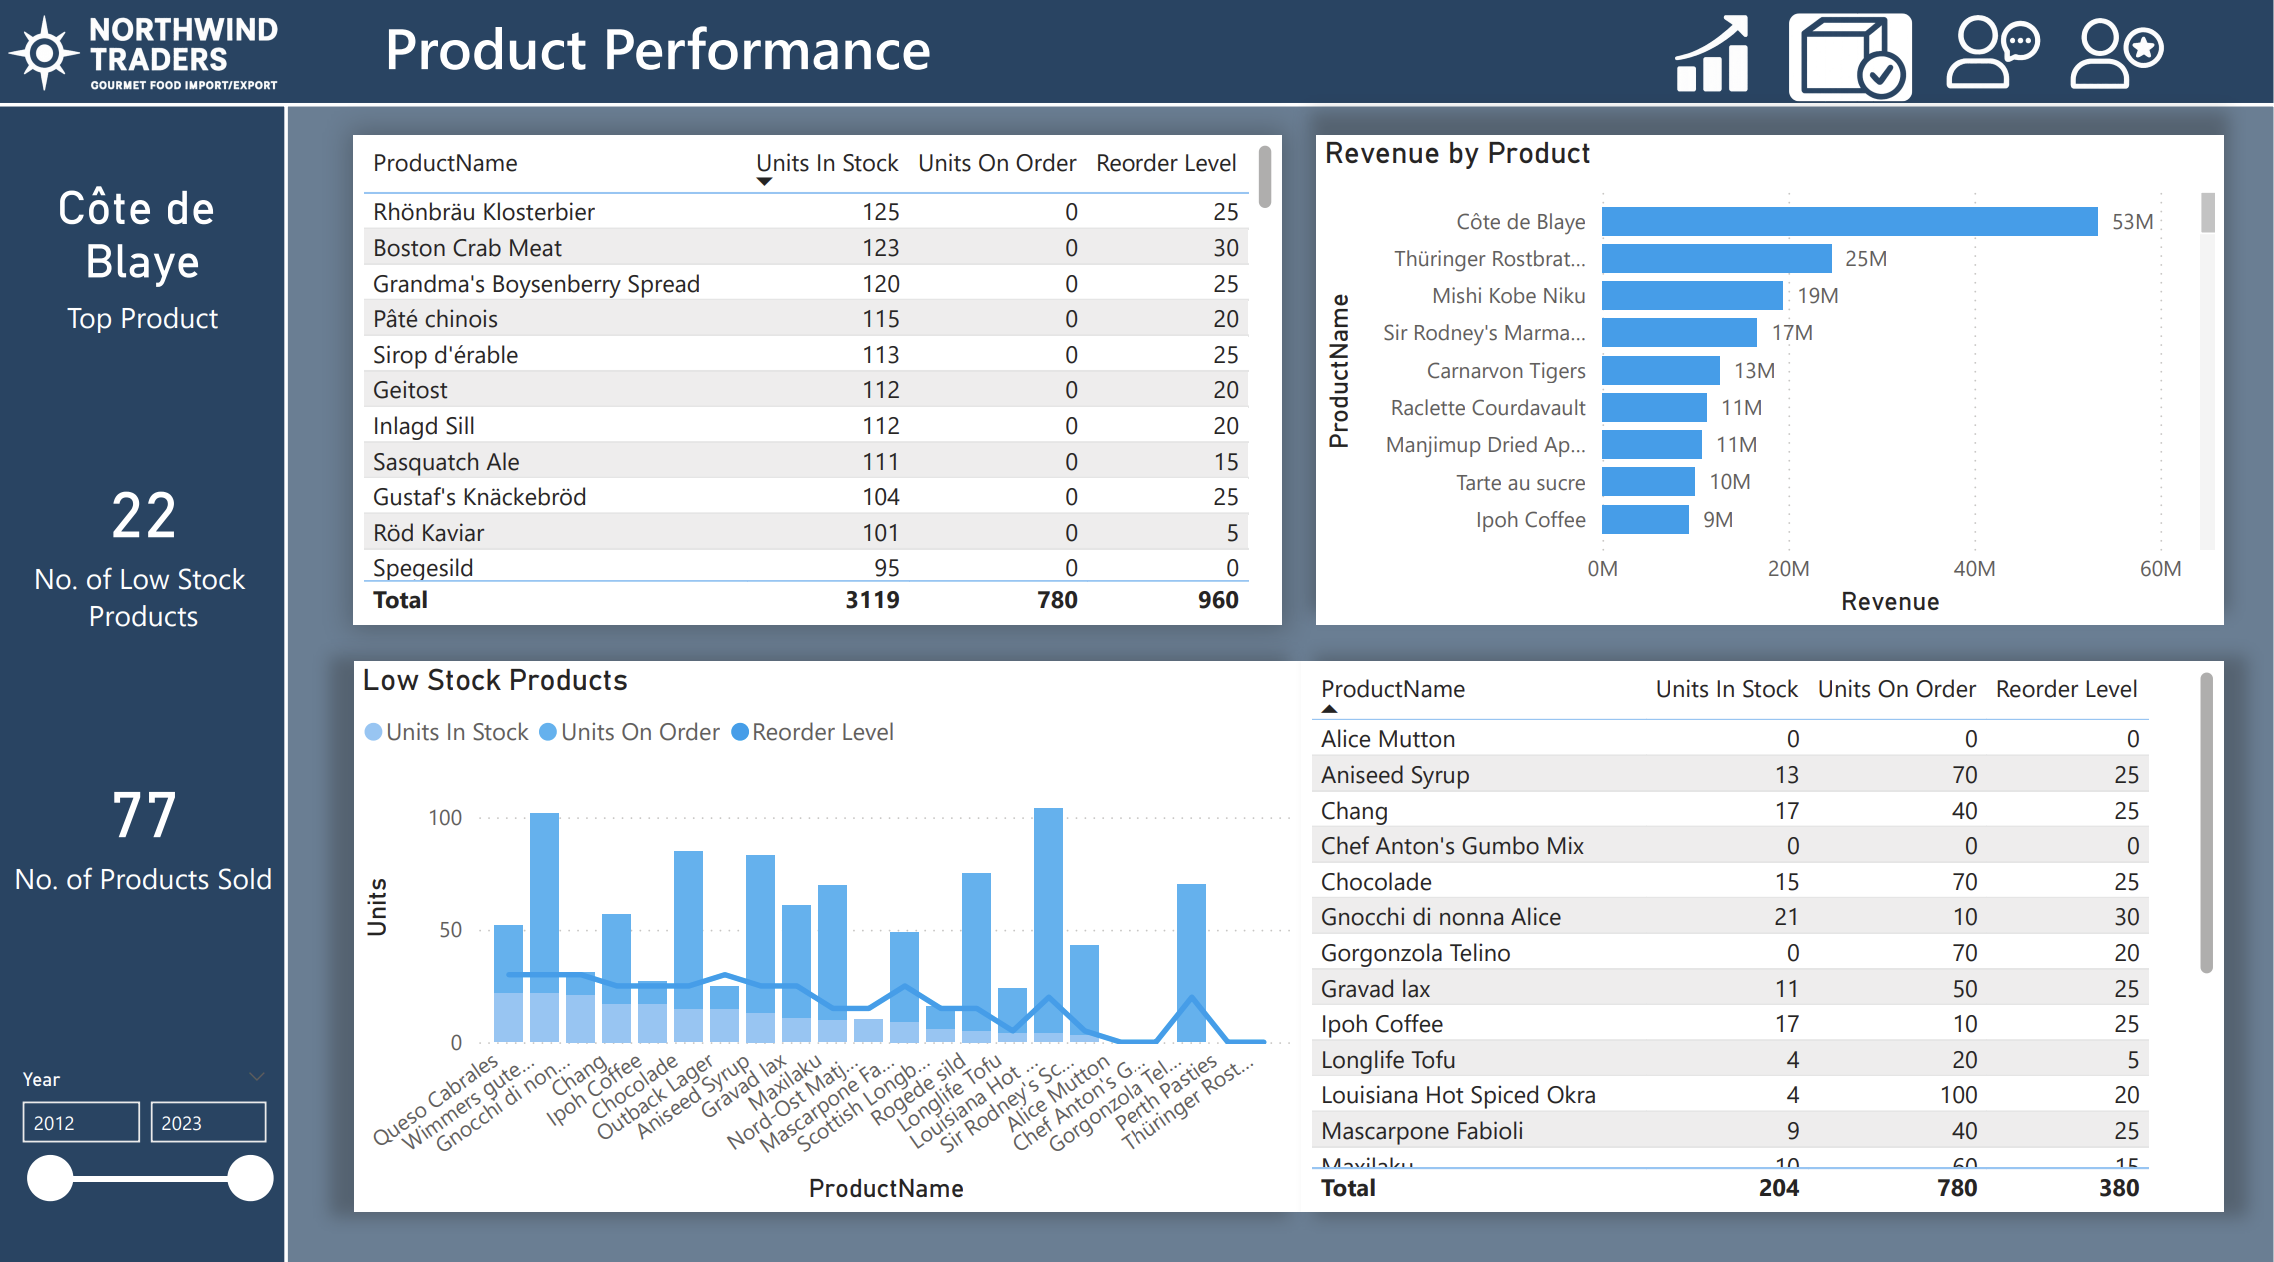 NORTHWIND
TRADERS
GOURMET FOOD IMPORT/EXPORT
Product Performance
Côte de
Blaye
Top Product
22
No. of Low Stock
Products
77
No. of Products Sold
Year
2012 2023
ProductName Units In Stock Units On Order Reorder Level
Rhönbräu Klosterbier 125 0 25
Boston Crab Meat 123 0 30
Grandma's Boysenberry Spread 120 0 25
Pâté chinois 115 0 20
Sirop d'érable 113 0 25
Geitost 112 0 20
Inlagd Sill 112 0 20
Sasquatch Ale 111 0 15
Gustaf's Knäckebröd 104 0 25
Röd Kaviar 101 0 5
Spegesild 95 0 0
Total 3119 780 960
Revenue by Product
ProductName
Côte de Blaye 53M
Thüringer Rostbrat... 25M
Mishi Kobe Niku 19M
Sir Rodney's Marma... 17M
Carnarvon Tigers 13M
Raclette Courdavault 11M
Manjimup Dried Ap... 11M
Tarte au sucre 10M
Ipoh Coffee 9M
0M 20M 40M 60M
Revenue
Low Stock Products
Units In Stock Units On Order Reorder Level
Units
100
50
0
Queso Cabrales
Wimmers gute...
Gnocchi di non...
Chang
Ipoh Coffee
Chocolade
Outback Lager
Aniseed Syrup
Gravad lax
Maxilaku
Nord-Ost Matj...
Mascarpone Fa...
Scottish Longb...
Rogede sild
Longlife Tofu
Louisiana Hot ...
Sir Rodney's Sc...
Alice Mutton
Chef Anton's G...
Gorgonzola Tel...
Perth Pasties
Thüringer Rost...
ProductName
ProductName Units In Stock Units On Order Reorder Level
Alice Mutton 0 0 0
Aniseed Syrup 13 70 25
Chang 17 40 25
Chef Anton's Gumbo Mix 0 0 0
Chocolade 15 70 25
Gnocchi di nonna Alice 21 10 30
Gorgonzola Telino 0 70 20
Gravad lax 11 50 25
Ipoh Coffee 17 10 25
Longlife Tofu 4 20 5
Louisiana Hot Spiced Okra 4 100 20
Mascarpone Fabioli 9 40 25
Maxilaku 10 60 15
Total 204 780 380